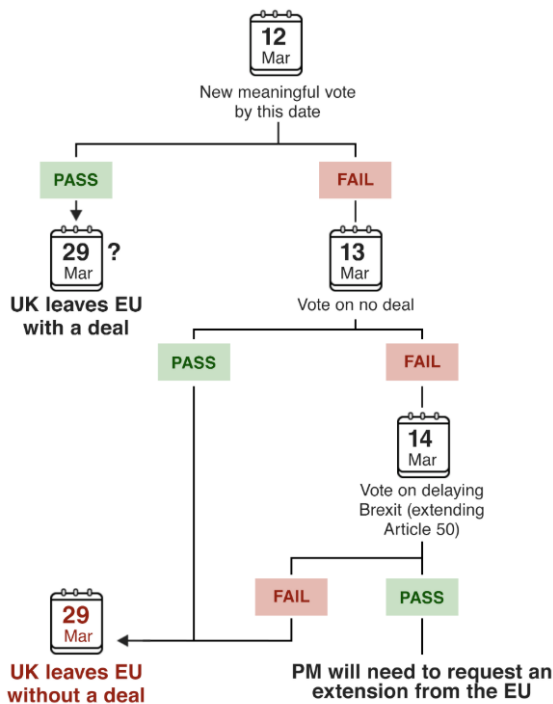 12
Mar
New meaningful vote
by this date
PASS
FAIL
29 ?
Mar
UK leaves EU
with a deal
13
Mar
Vote on no deal
PASS
FAIL
14
Mar
Vote on delaying
Brexit (extending
Article 50)
FAIL
PASS
29
Mar
UK leaves EU
without a deal
PM will need to request an
extension from the EU